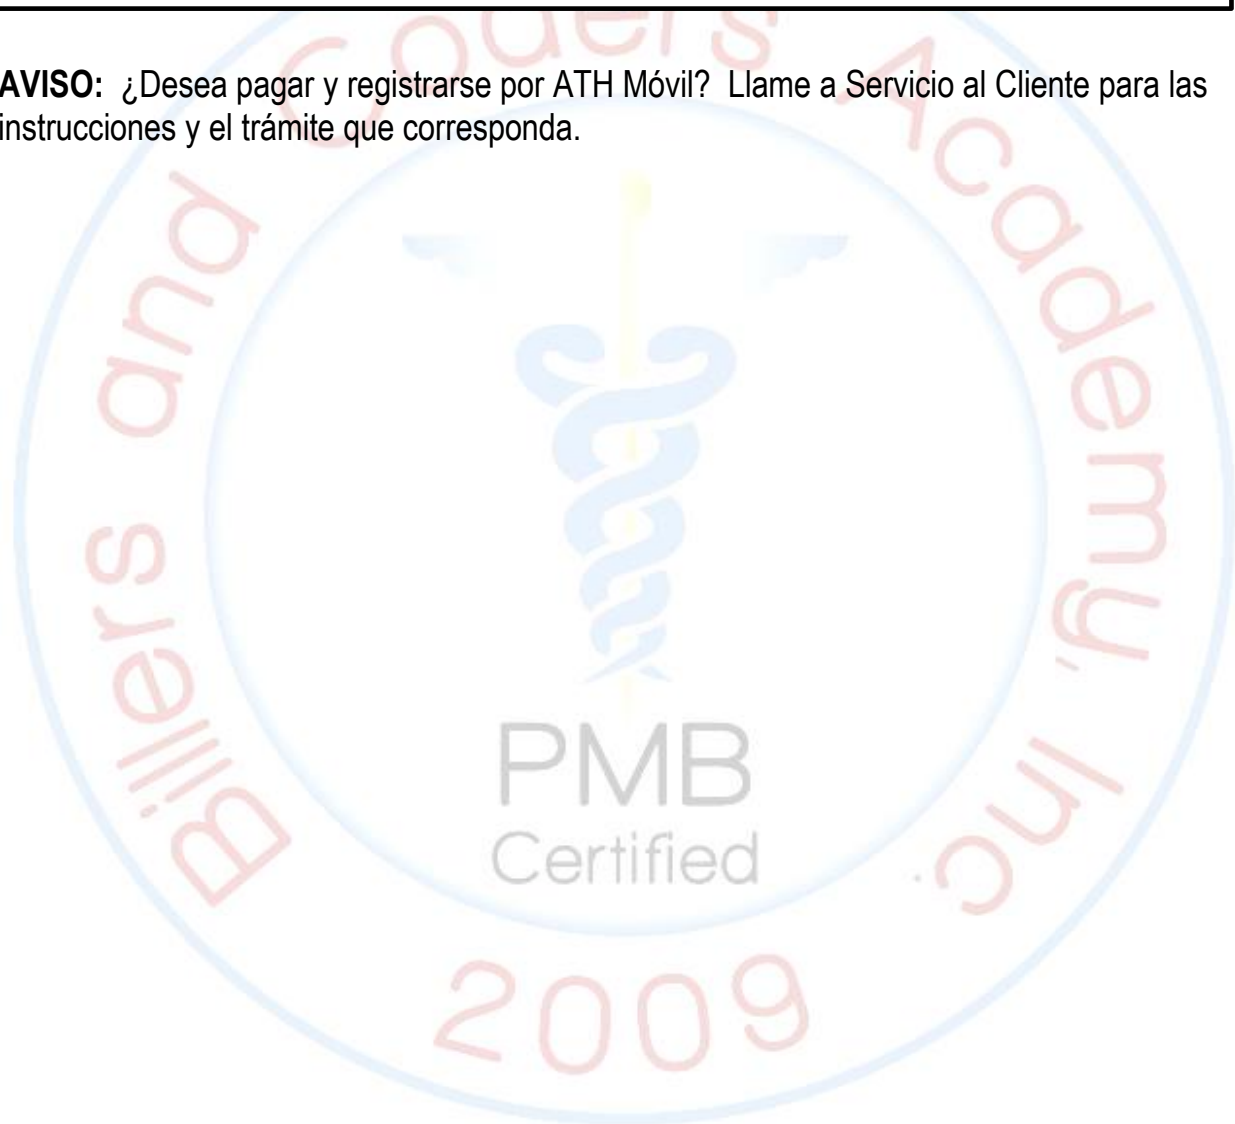 AVISO: ¿Desea pagar y registrarse por ATH Móvil? Llame a Servicio al Cliente para las
instrucciones y el trámite que corresponda.
Billers and Coders Academy, Inc.
PMB
Certified
2009